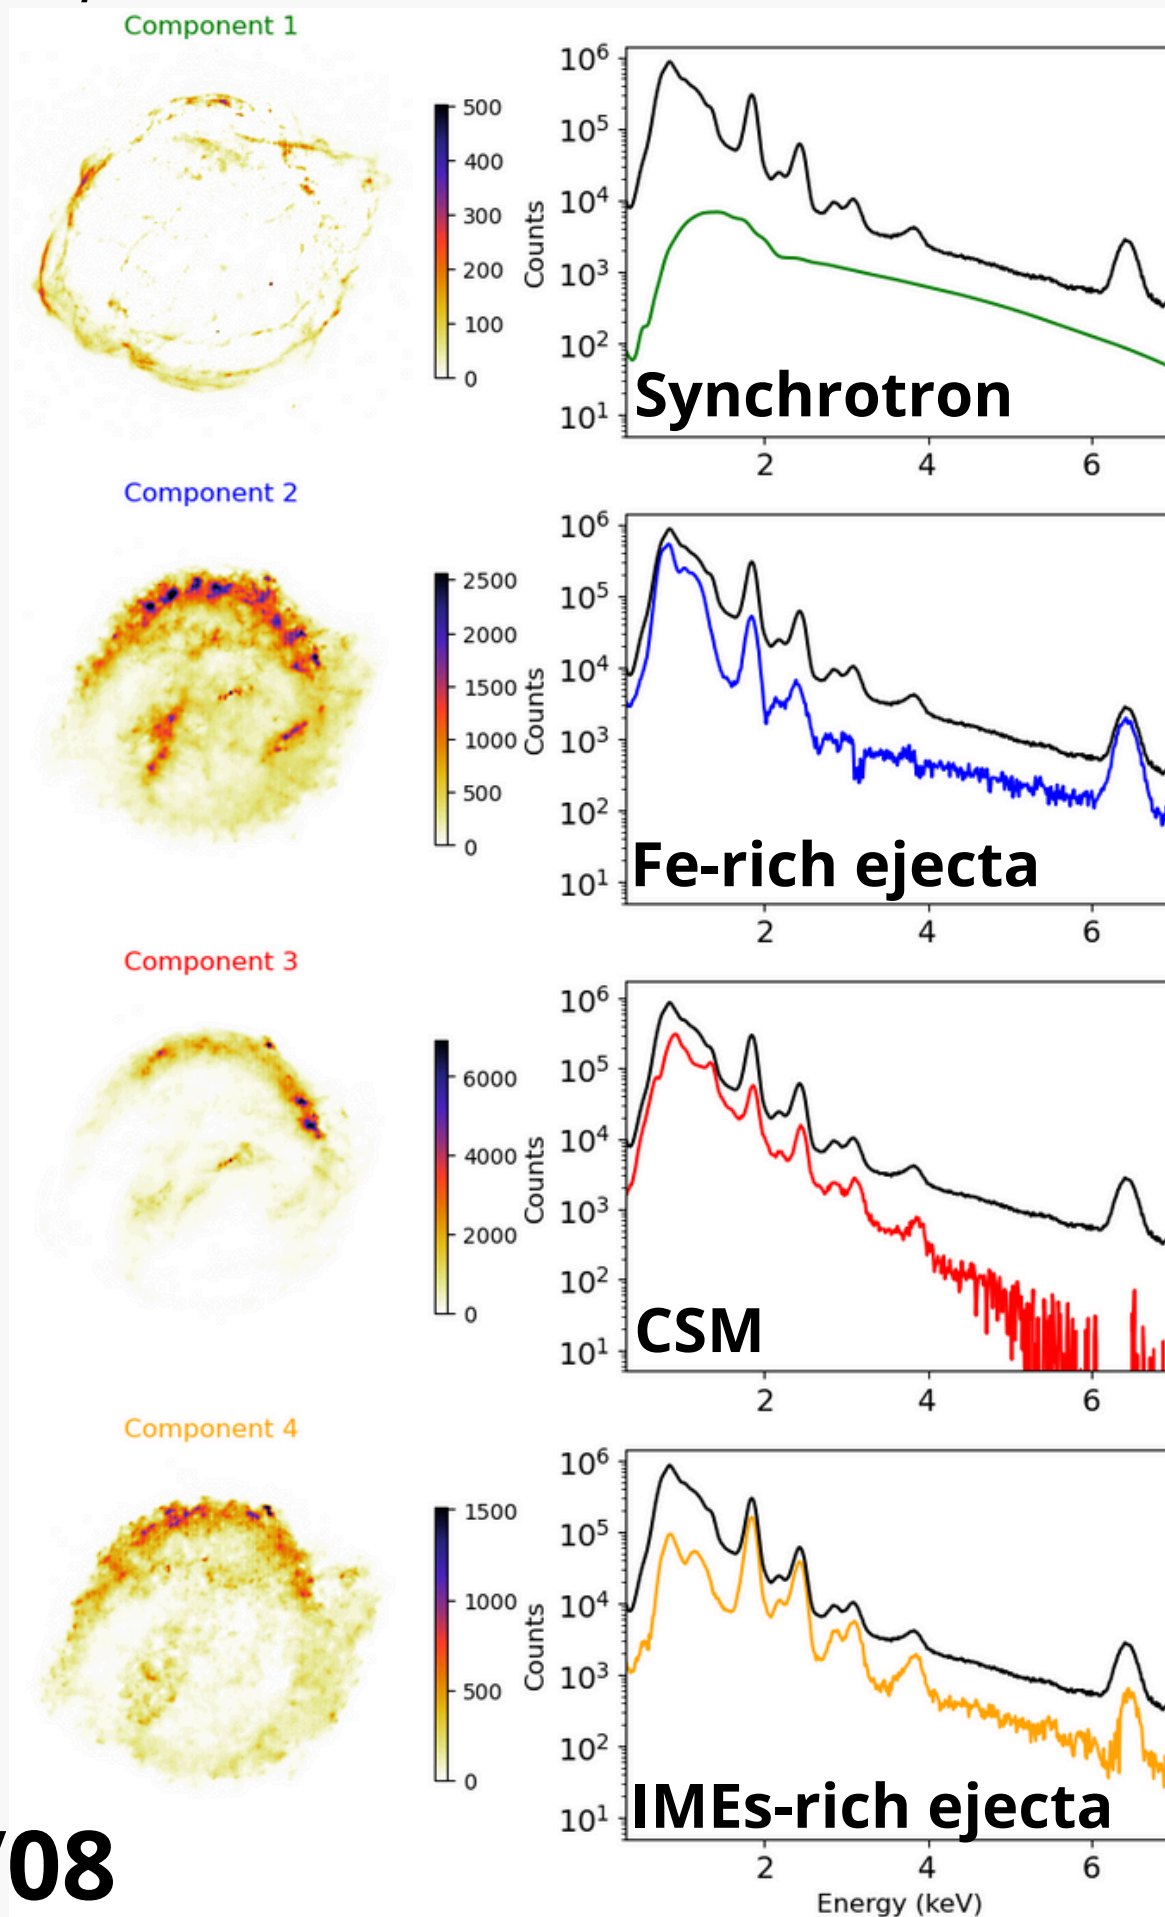 Component 1
500
400
300
200
100
0
Counts
10⁶
10⁵
10⁴
10³
10²
10¹
Synchrotron
2 4 6
Component 2
2500
2000
1500
1000
500
0
Counts
10⁶
10⁵
10⁴
10³
10²
10¹
Fe-rich ejecta
2 4 6
Component 3
6000
4000
2000
0
Counts
10⁶
10⁵
10⁴
10³
10²
10¹
CSM
2 4 6
Component 4
1500
1000
500
0
Counts
10⁶
10⁵
10⁴
10³
10²
10¹
IMEs-rich ejecta
2 4 6
Energy (keV)
/08